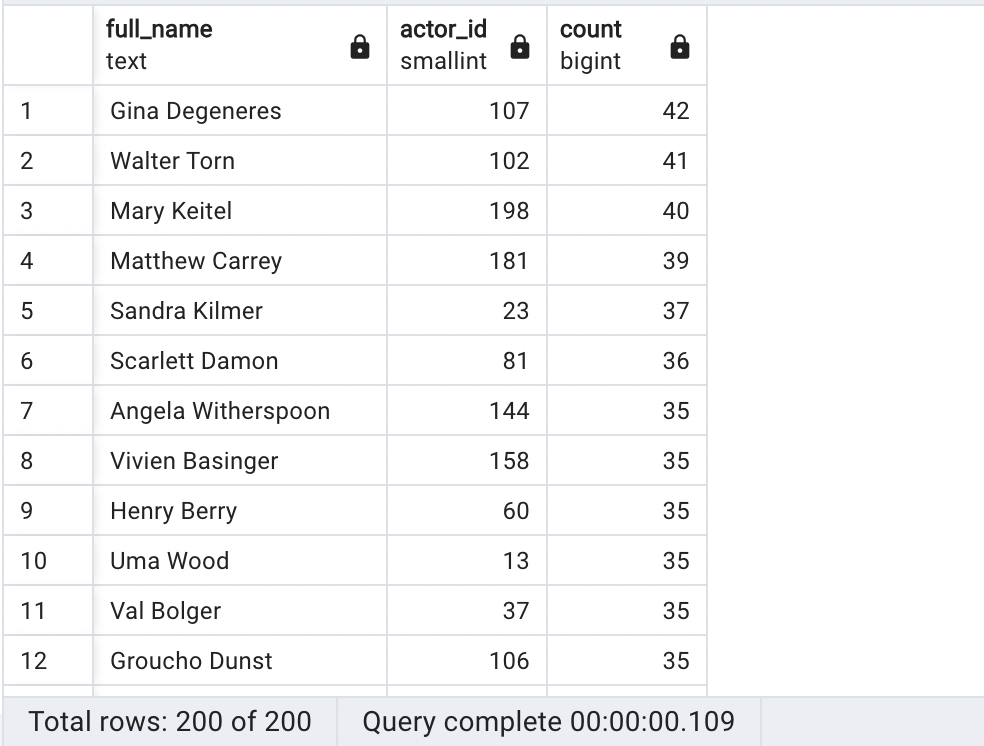 full_name actor_id count
text smallint bigint
1 Gina Degeneres 107 42
2 Walter Torn 102 41
3 Mary Keitel 198 40
4 Matthew Carrey 181 39
5 Sandra Kilmer 23 37
6 Scarlett Damon 81 36
7 Angela Witherspoon 144 35
8 Vivien Basinger 158 35
9 Henry Berry 60 35
10 Uma Wood 13 35
11 Val Bolger 37 35
12 Groucho Dunst 106 35
Total rows: 200 of 200 Query complete 00:00:00.109